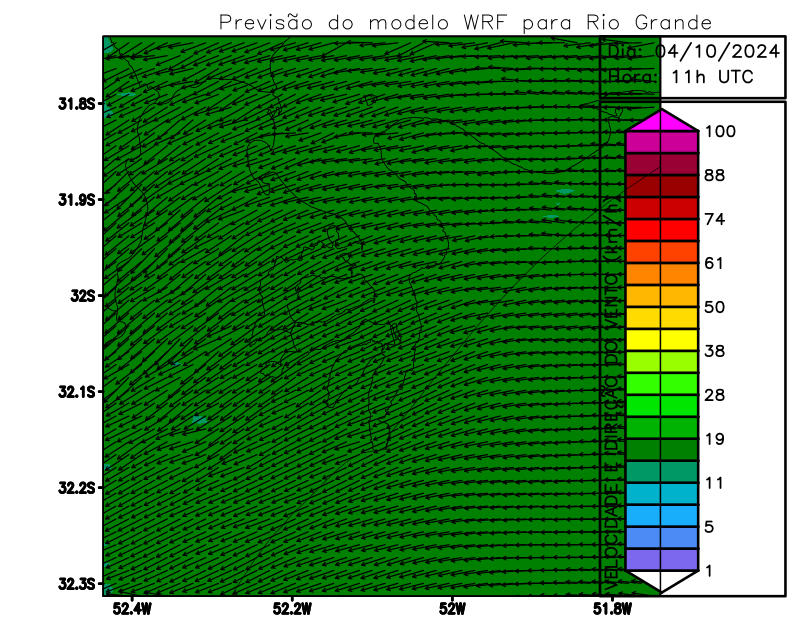 Previsão do modelo WRF para Rio Grande
Dia: 04/10/2024
Hora: 11h UTC
31.8S
31.9S
32S
32.1S
32.2S
32.3S
52.4W
52.2W
52W
51.8W
VELOCIDADE E DIREÇÃO DO VENTO (km/h)
100
88
74
61
50
38
28
19
11
5
1